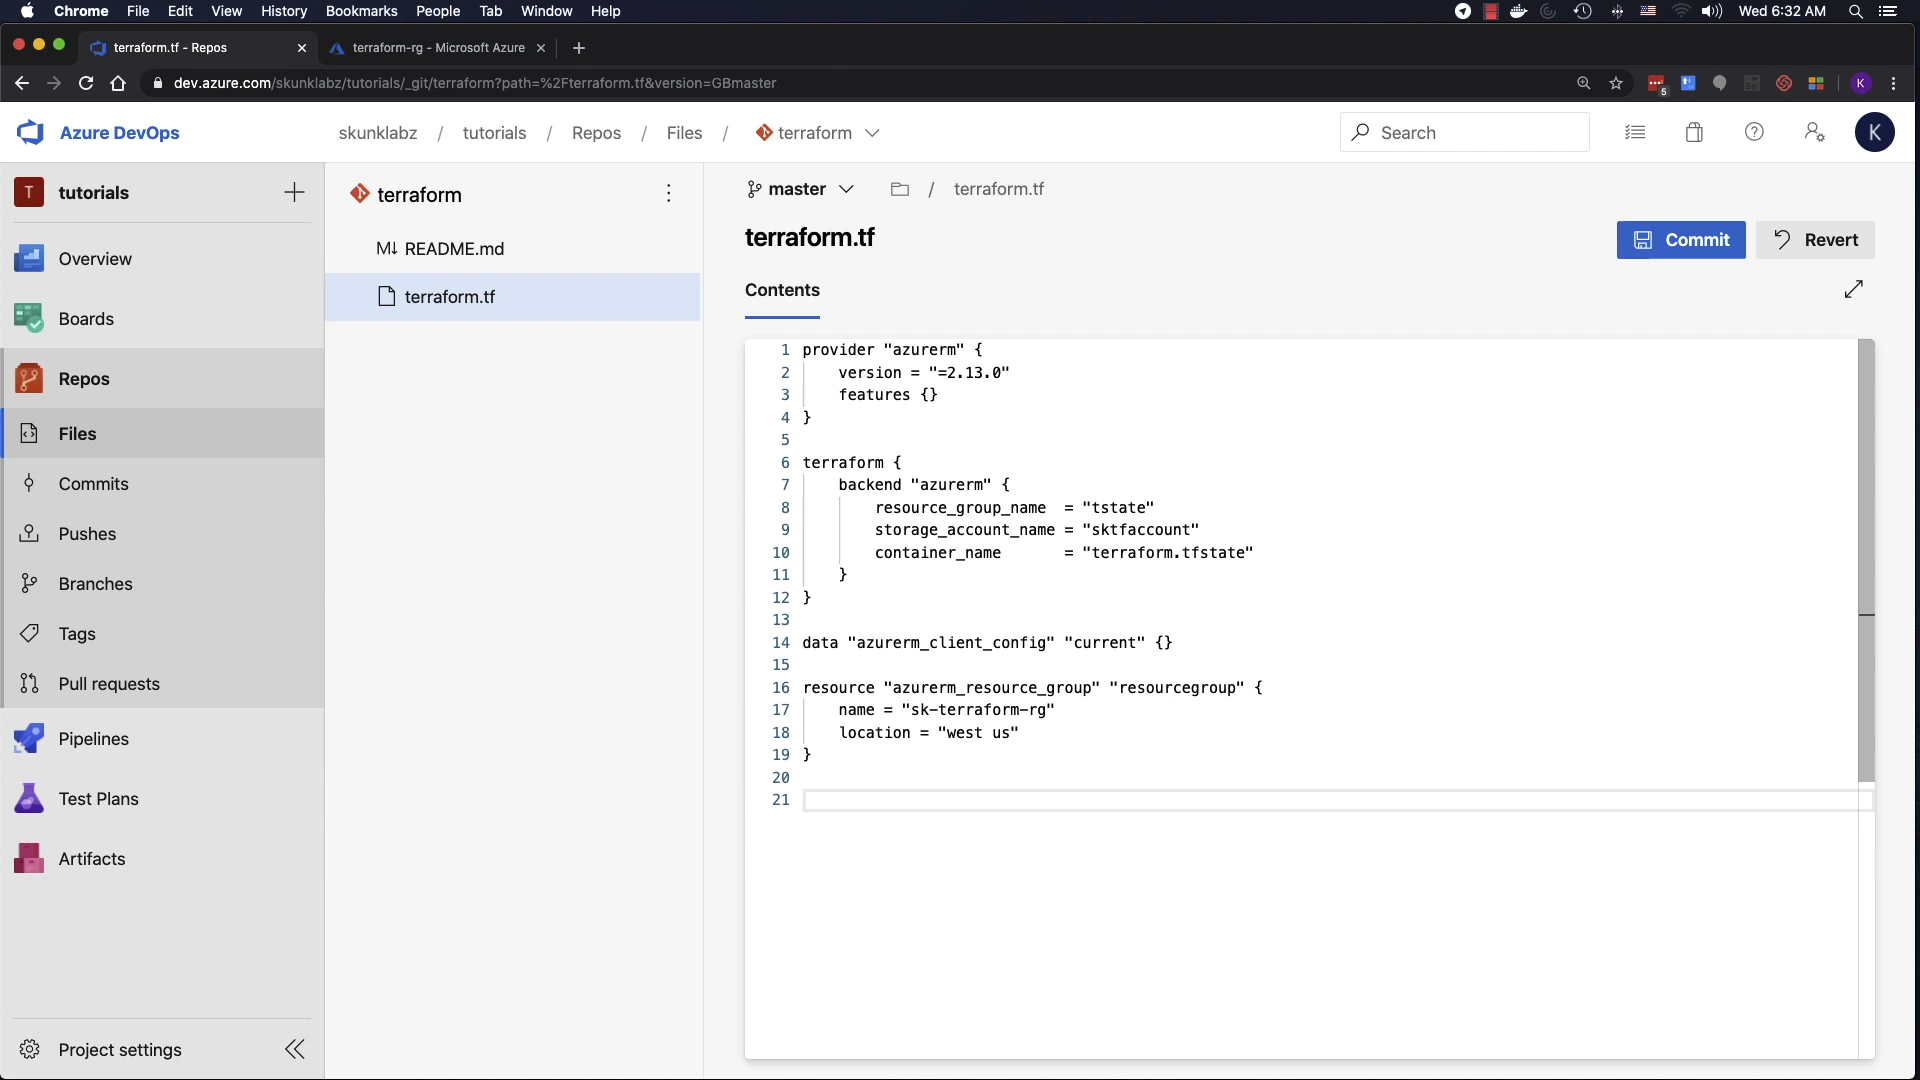 Chrome File Edit View History Bookmarks People Tab Window Help Wed 6:32 AM
terraform.tf - Repos terraform-rg - Microsoft Azure
dev.azure.com/skunklabz/tutorials/_git/terraform?path=%2Fterraform.tf&version=GBmaster 5 K
Azure DevOps skunklabz / tutorials / Repos / Files / terraform Search K
T tutorials
Overview
Boards
Repos
Files
Commits
Pushes
Branches
Tags
Pull requests
Pipelines
Test Plans
Artifacts
Project settings
terraform
M↓ README.md
terraform.tf
master / terraform.tf
terraform.tf
Commit Revert
Contents
1 provider "azurerm" {
2     version = "=2.13.0"
3     features {}
4 }
5
6 terraform {
7     backend "azurerm" {
8         resource_group_name  = "tstate"
9         storage_account_name = "sktfaccount"
10         container_name       = "terraform.tfstate"
11     }
12 }
13
14 data "azurerm_client_config" "current" {}
15
16 resource "azurerm_resource_group" "resourcegroup" {
17     name = "sk-terraform-rg"
18     location = "west us"
19 }
20
21